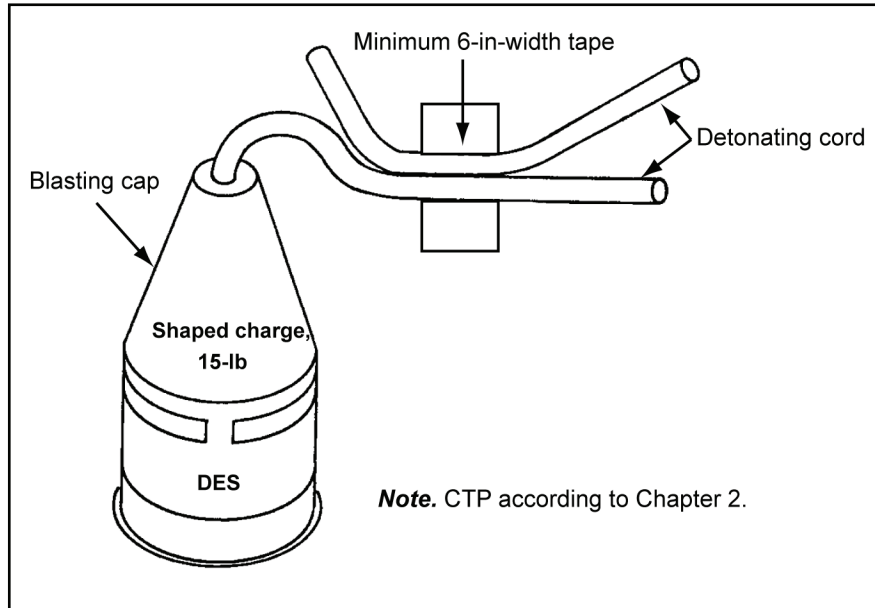 Minimum 6-in-width tape
Detonating cord
Blasting cap
Shaped charge,
15-lb
DES
Note. CTP according to Chapter 2.